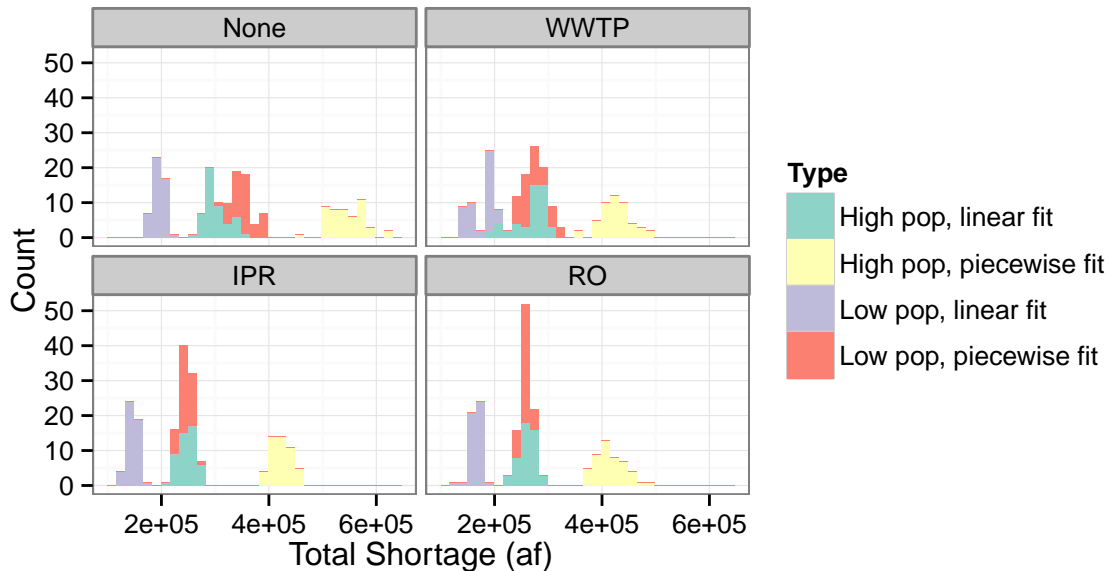 None
WWTP
50
40
30
20
10
0
Count
IPR
RO
50
40
30
20
10
0
2e+05 4e+05 6e+05
2e+05 4e+05 6e+05
Total Shortage (af)
Type
High pop, linear fit
High pop, piecewise fit
Low pop, linear fit
Low pop, piecewise fit